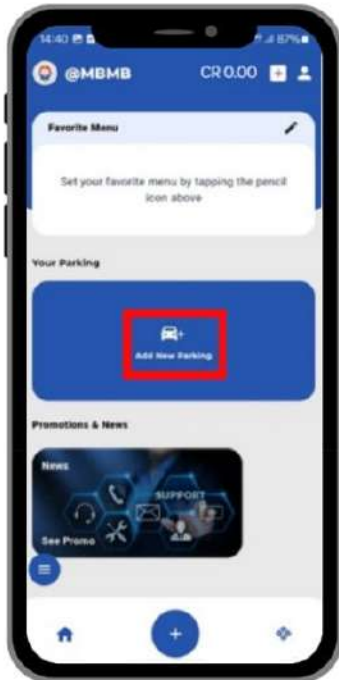 14:40
87%
@MBMB
CR 0.00
Favorite Menu
Set your favorite menu by tapping the pencil
icon above
Your Parking
Add New Parking
Promotions & News
News
SUPPORT
See Promo